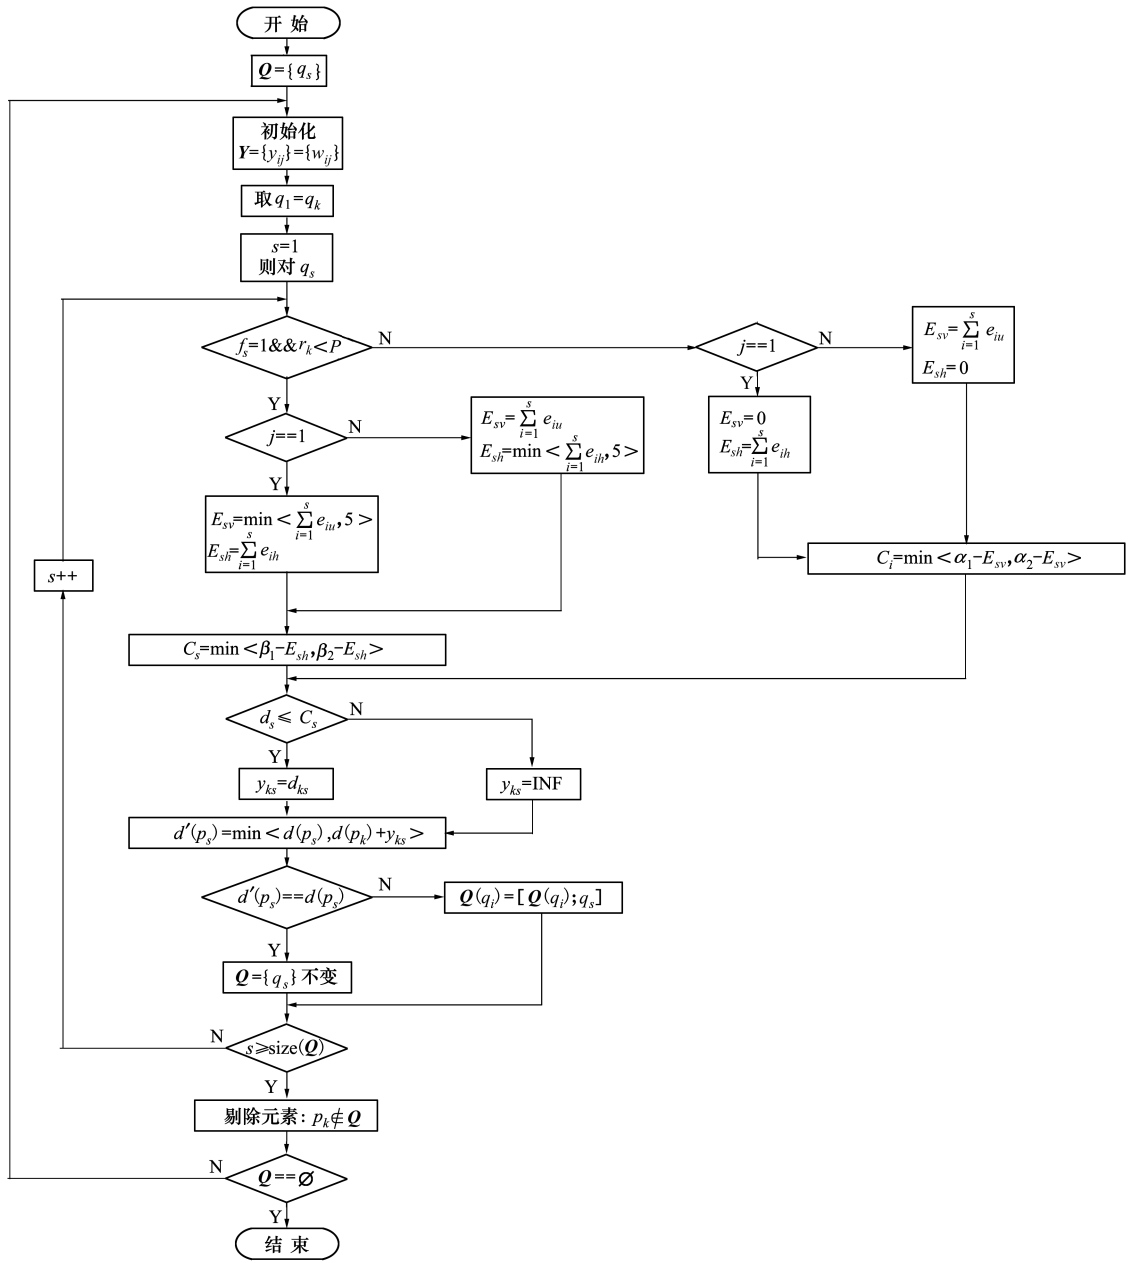 开 始
Q={q_s}
初始化
Y={y_ij}={w_ij}
取 q_1=q_k
s=1
则对 q_s
f_s=1&&r_k<P
N
j==1
N
E_sv=∑_{i=1}^{s} e_iu
E_sh=0
Y
E_sv=0
E_sh=∑_{i=1}^{s} e_ih
Y
j==1
N
E_sv=∑_{i=1}^{s} e_iu
E_sh=min<∑_{i=1}^{s} e_ih,5>
Y
E_sv=min<∑_{i=1}^{s} e_iu,5>
E_sh=∑_{i=1}^{s} e_ih
C_i=min<α_1-E_sv,α_2-E_sv>
s++
C_s=min<β_1-E_sh,β_2-E_sh>
d_s≤ C_s
N
Y
y_ks=d_ks
y_ks=INF
d′(p_s)=min<d(p_s),d(p_k)+y_ks>
d′(p_s)==d(p_s)
N
Q(q_i)=[Q(q_i);q_s]
Y
Q={q_s}不变
N
s≥size(Q)
Y
剔除元素: p_k∉Q
N
Q==∅
Y
结 束